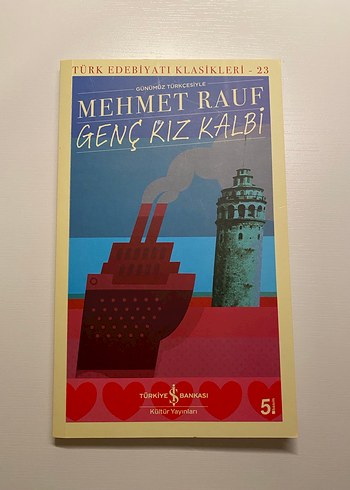 TÜRK EDEBİYATI KLASİKLERİ - 23
GÜNÜMÜZ TÜRKÇESİYLE
MEHMET RAUF
GENÇ KIZ KALBİ
TÜRKİYE İŞ BANKASI
Kültür Yayınları
5